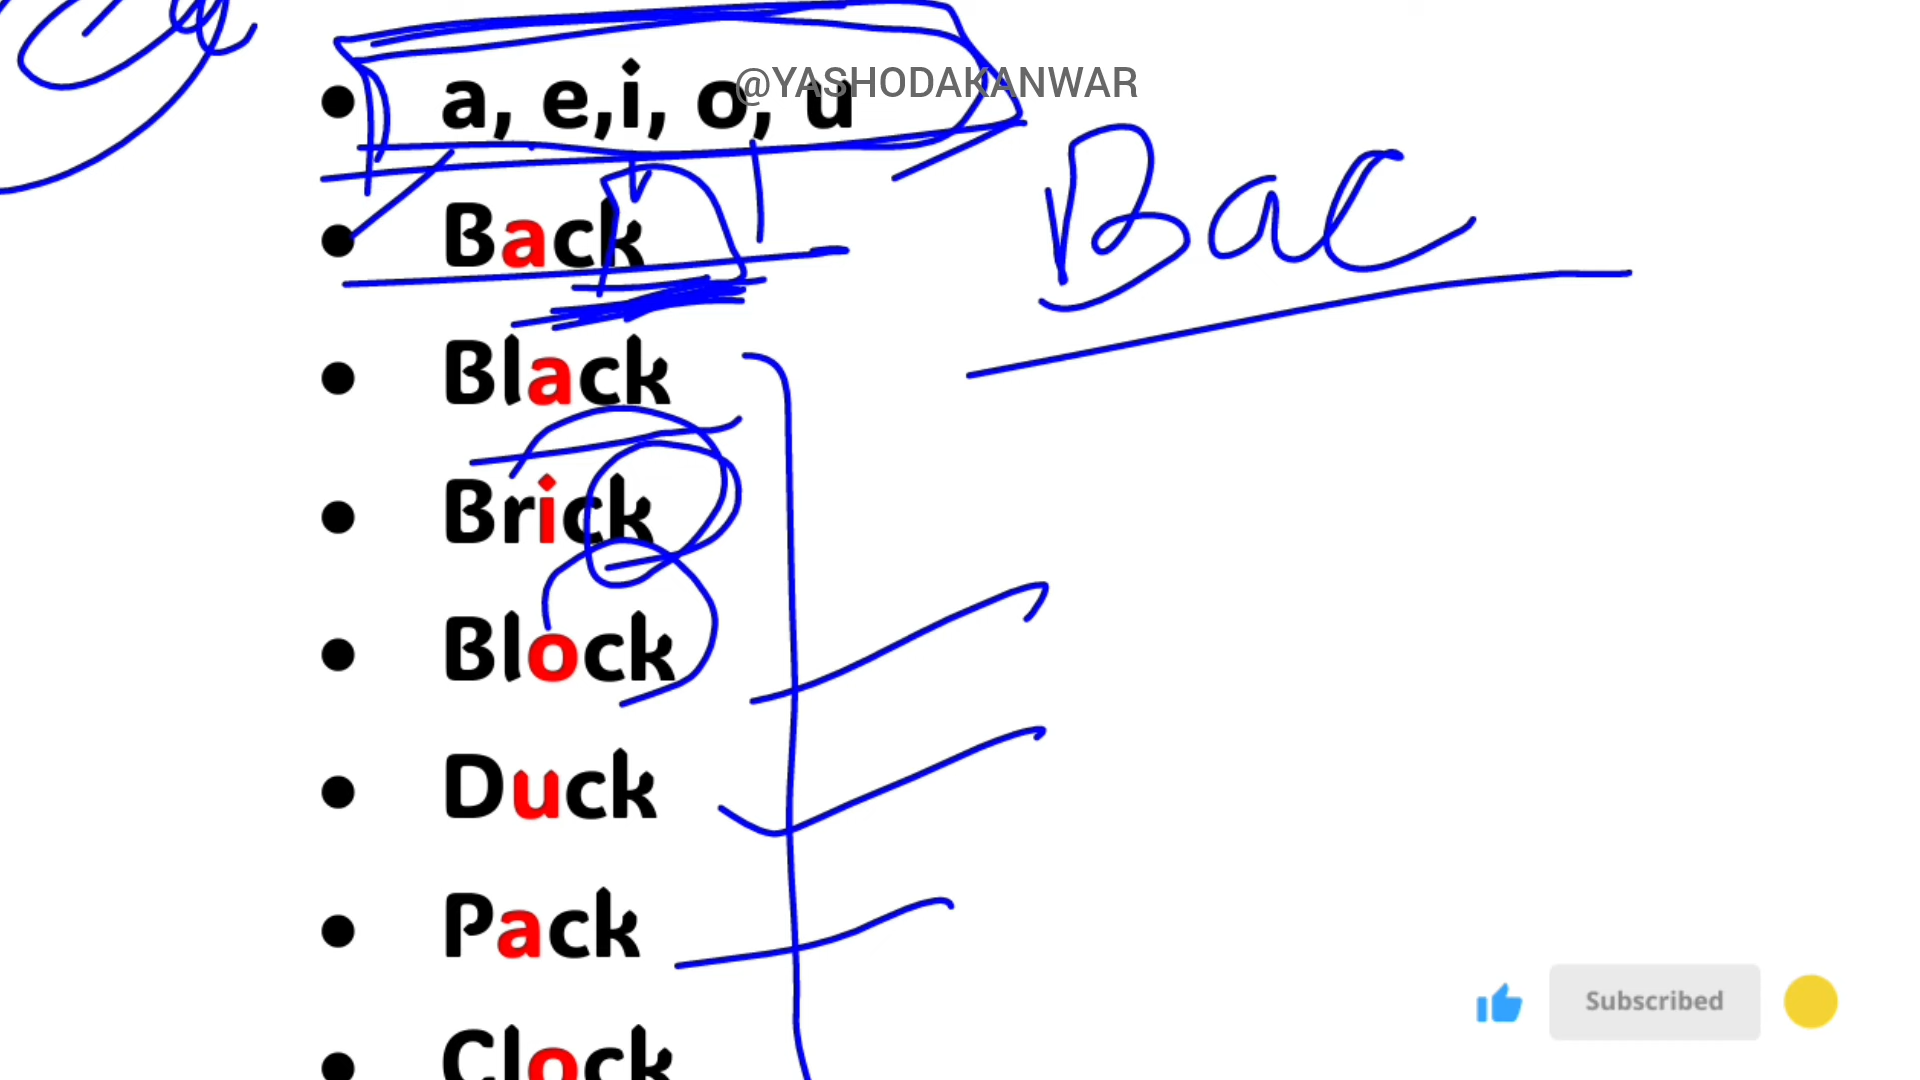 @YASHODAKANWAR
• a, e,i, o, u
• Back
Bac
• Black
• Brick
• Block
• Duck
• Pack
• Clock
Subscribed